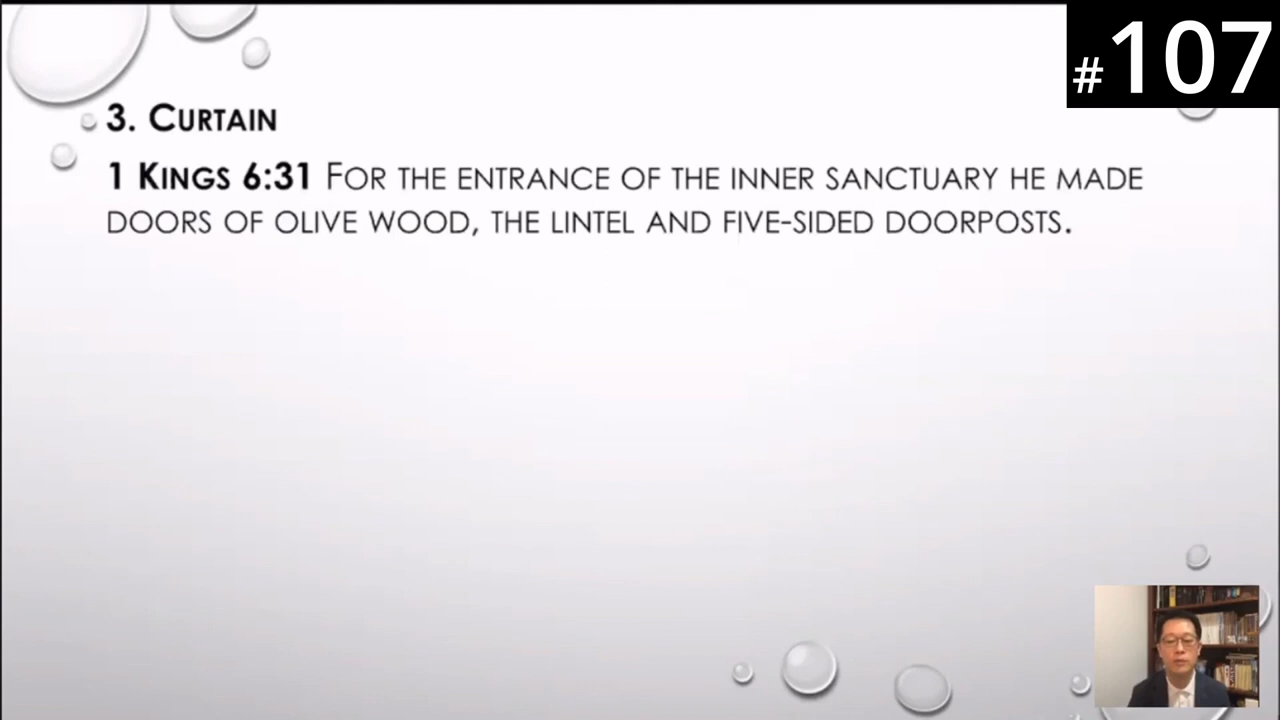 #107
3. CURTAIN
1 KINGS 6:31 FOR THE ENTRANCE OF THE INNER SANCTUARY HE MADE
DOORS OF OLIVE WOOD, THE LINTEL AND FIVE-SIDED DOORPOSTS.